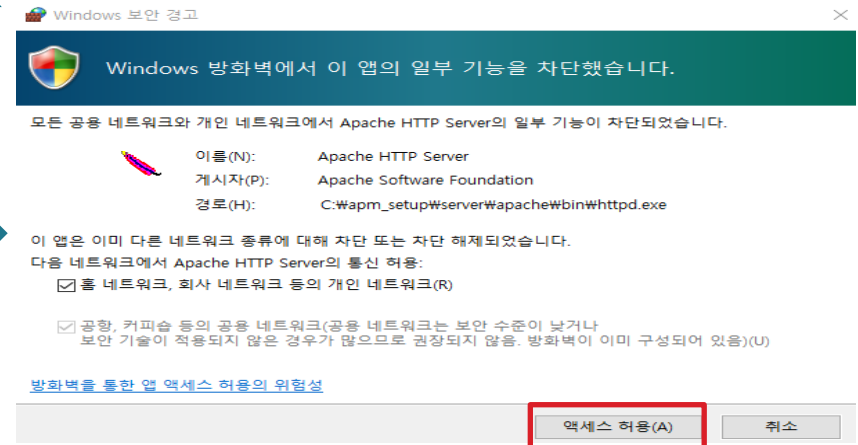 Windows 보안 경고
Windows 방화벽에서 이 앱의 일부 기능을 차단했습니다.
모든 공용 네트워크와 개인 네트워크에서 Apache HTTP Server의 일부 기능이 차단되었습니다.
이름(N): Apache HTTP Server
게시자(P): Apache Software Foundation
경로(H): C:₩apm_setup₩server₩apache₩bin₩httpd.exe
이 앱은 이미 다른 네트워크 종류에 대해 차단 또는 차단 해제되었습니다.
다음 네트워크에서 Apache HTTP Server의 통신 허용:
홈 네트워크, 회사 네트워크 등의 개인 네트워크(R)
공항, 커피숍 등의 공용 네트워크(공용 네트워크는 보안 수준이 낮거나
보안 기술이 적용되지 않은 경우가 많으므로 권장되지 않음. 방화벽이 이미 구성되어 있음)(U)
방화벽을 통한 앱 액세스 허용의 위험성
액세스 허용(A) 취소